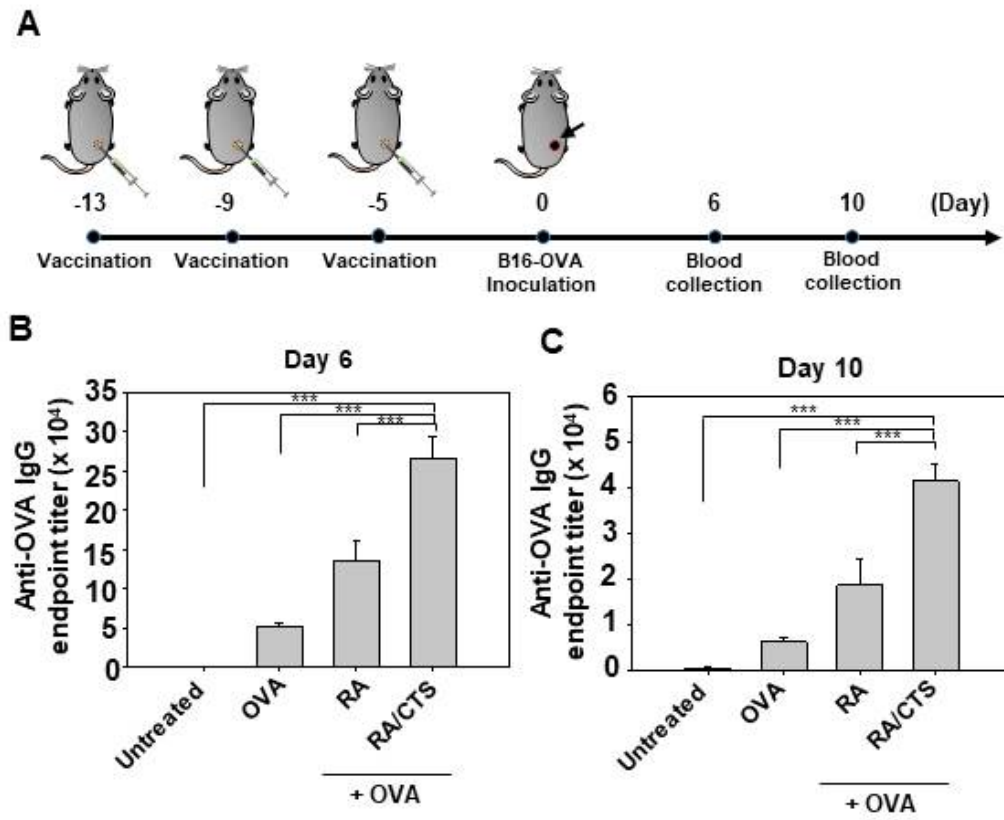 A
-13 -9 -5 0 6 10 (Day)
Vaccination Vaccination Vaccination B16-OVA Blood Blood
Inoculation collection collection
B
Day 6
Anti-OVA IgG
endpoint titer (x 10⁴)
35
30
25
20
15
10
5
0
***
***
***
Untreated
OVA
RA
RA/CTS
+ OVA
C
Day 10
Anti-OVA IgG
endpoint titer (x 10⁴)
6
5
4
3
2
1
0
***
***
***
Untreated
OVA
RA
RA/CTS
+ OVA